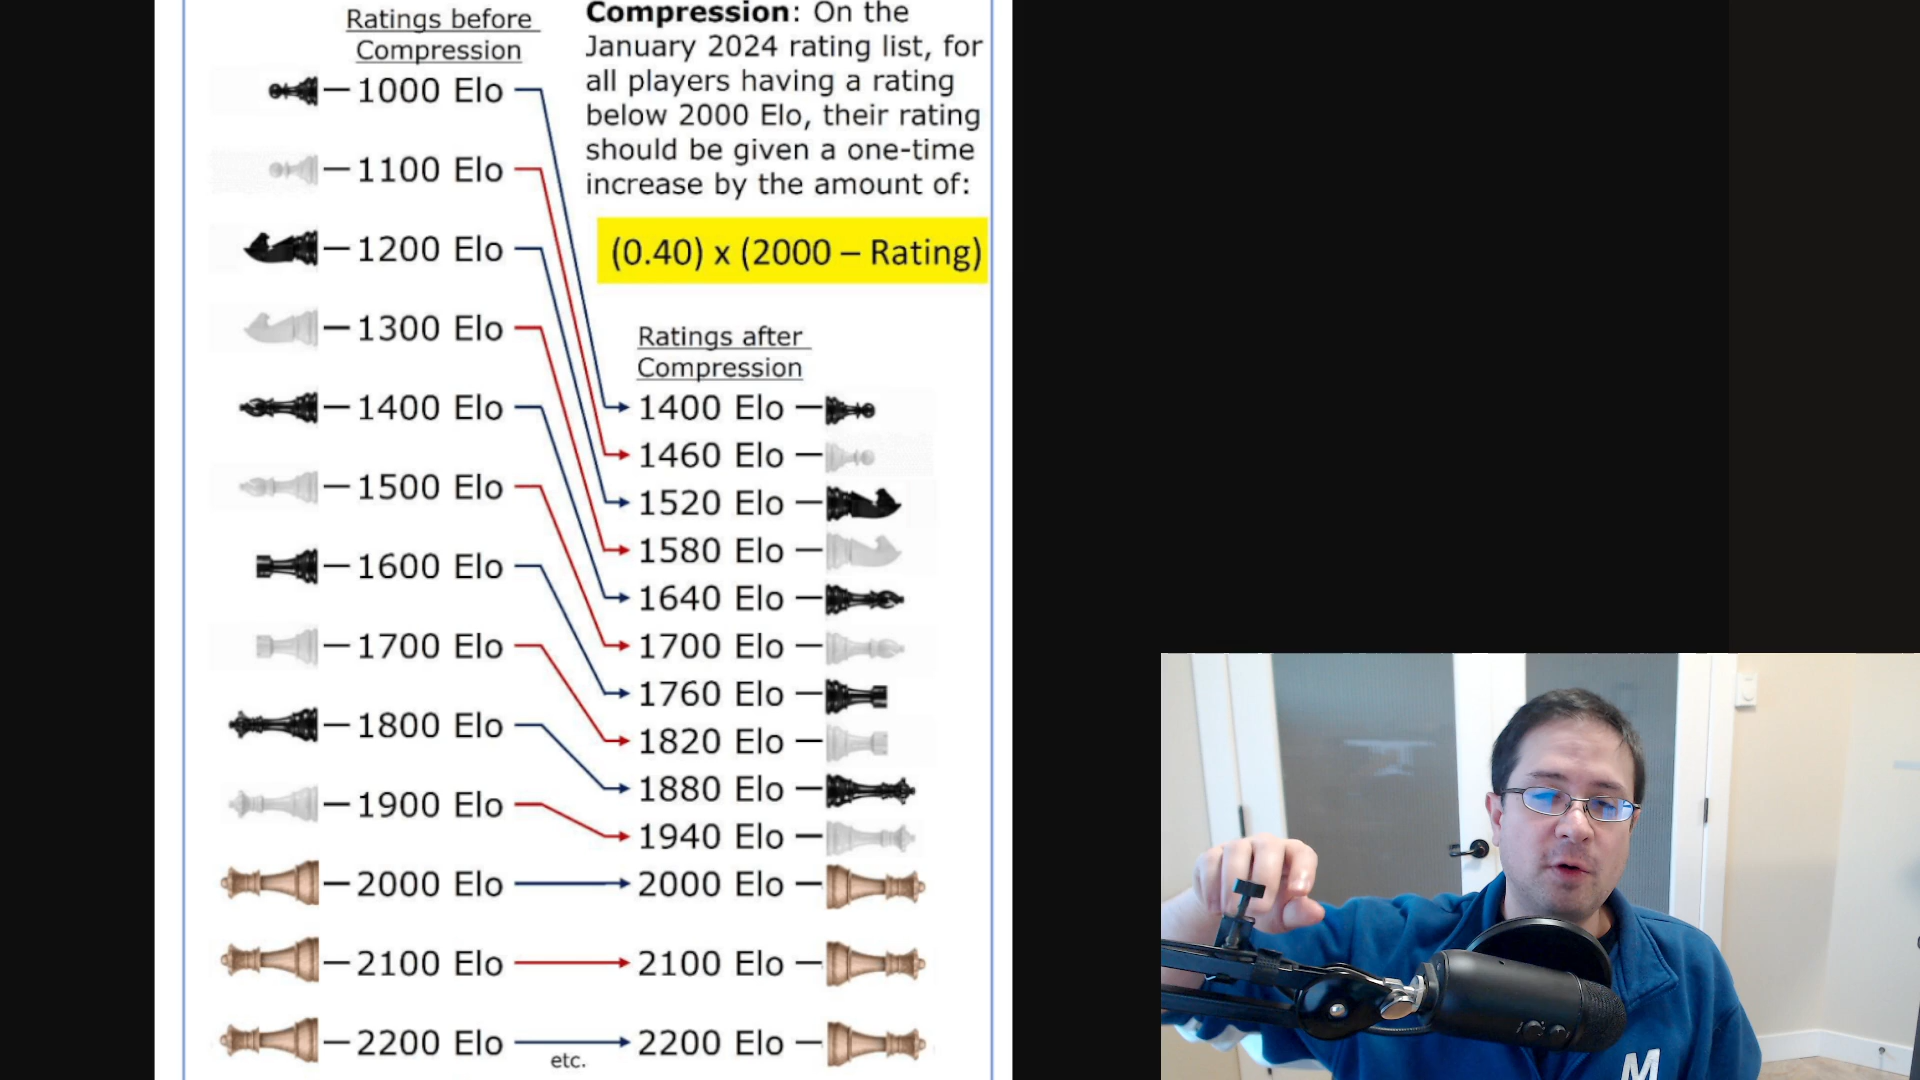 Ratings before
Compression
1000 Elo
1100 Elo
1200 Elo
1300 Elo
1400 Elo
1500 Elo
1600 Elo
1700 Elo
1800 Elo
1900 Elo
2000 Elo
2100 Elo
2200 Elo
etc.
Compression: On the
January 2024 rating list, for
all players having a rating
below 2000 Elo, their rating
should be given a one-time
increase by the amount of:
(0.40) x (2000 – Rating)
Ratings after
Compression
1400 Elo
1460 Elo
1520 Elo
1580 Elo
1640 Elo
1700 Elo
1760 Elo
1820 Elo
1880 Elo
1940 Elo
2000 Elo
2100 Elo
2200 Elo
M